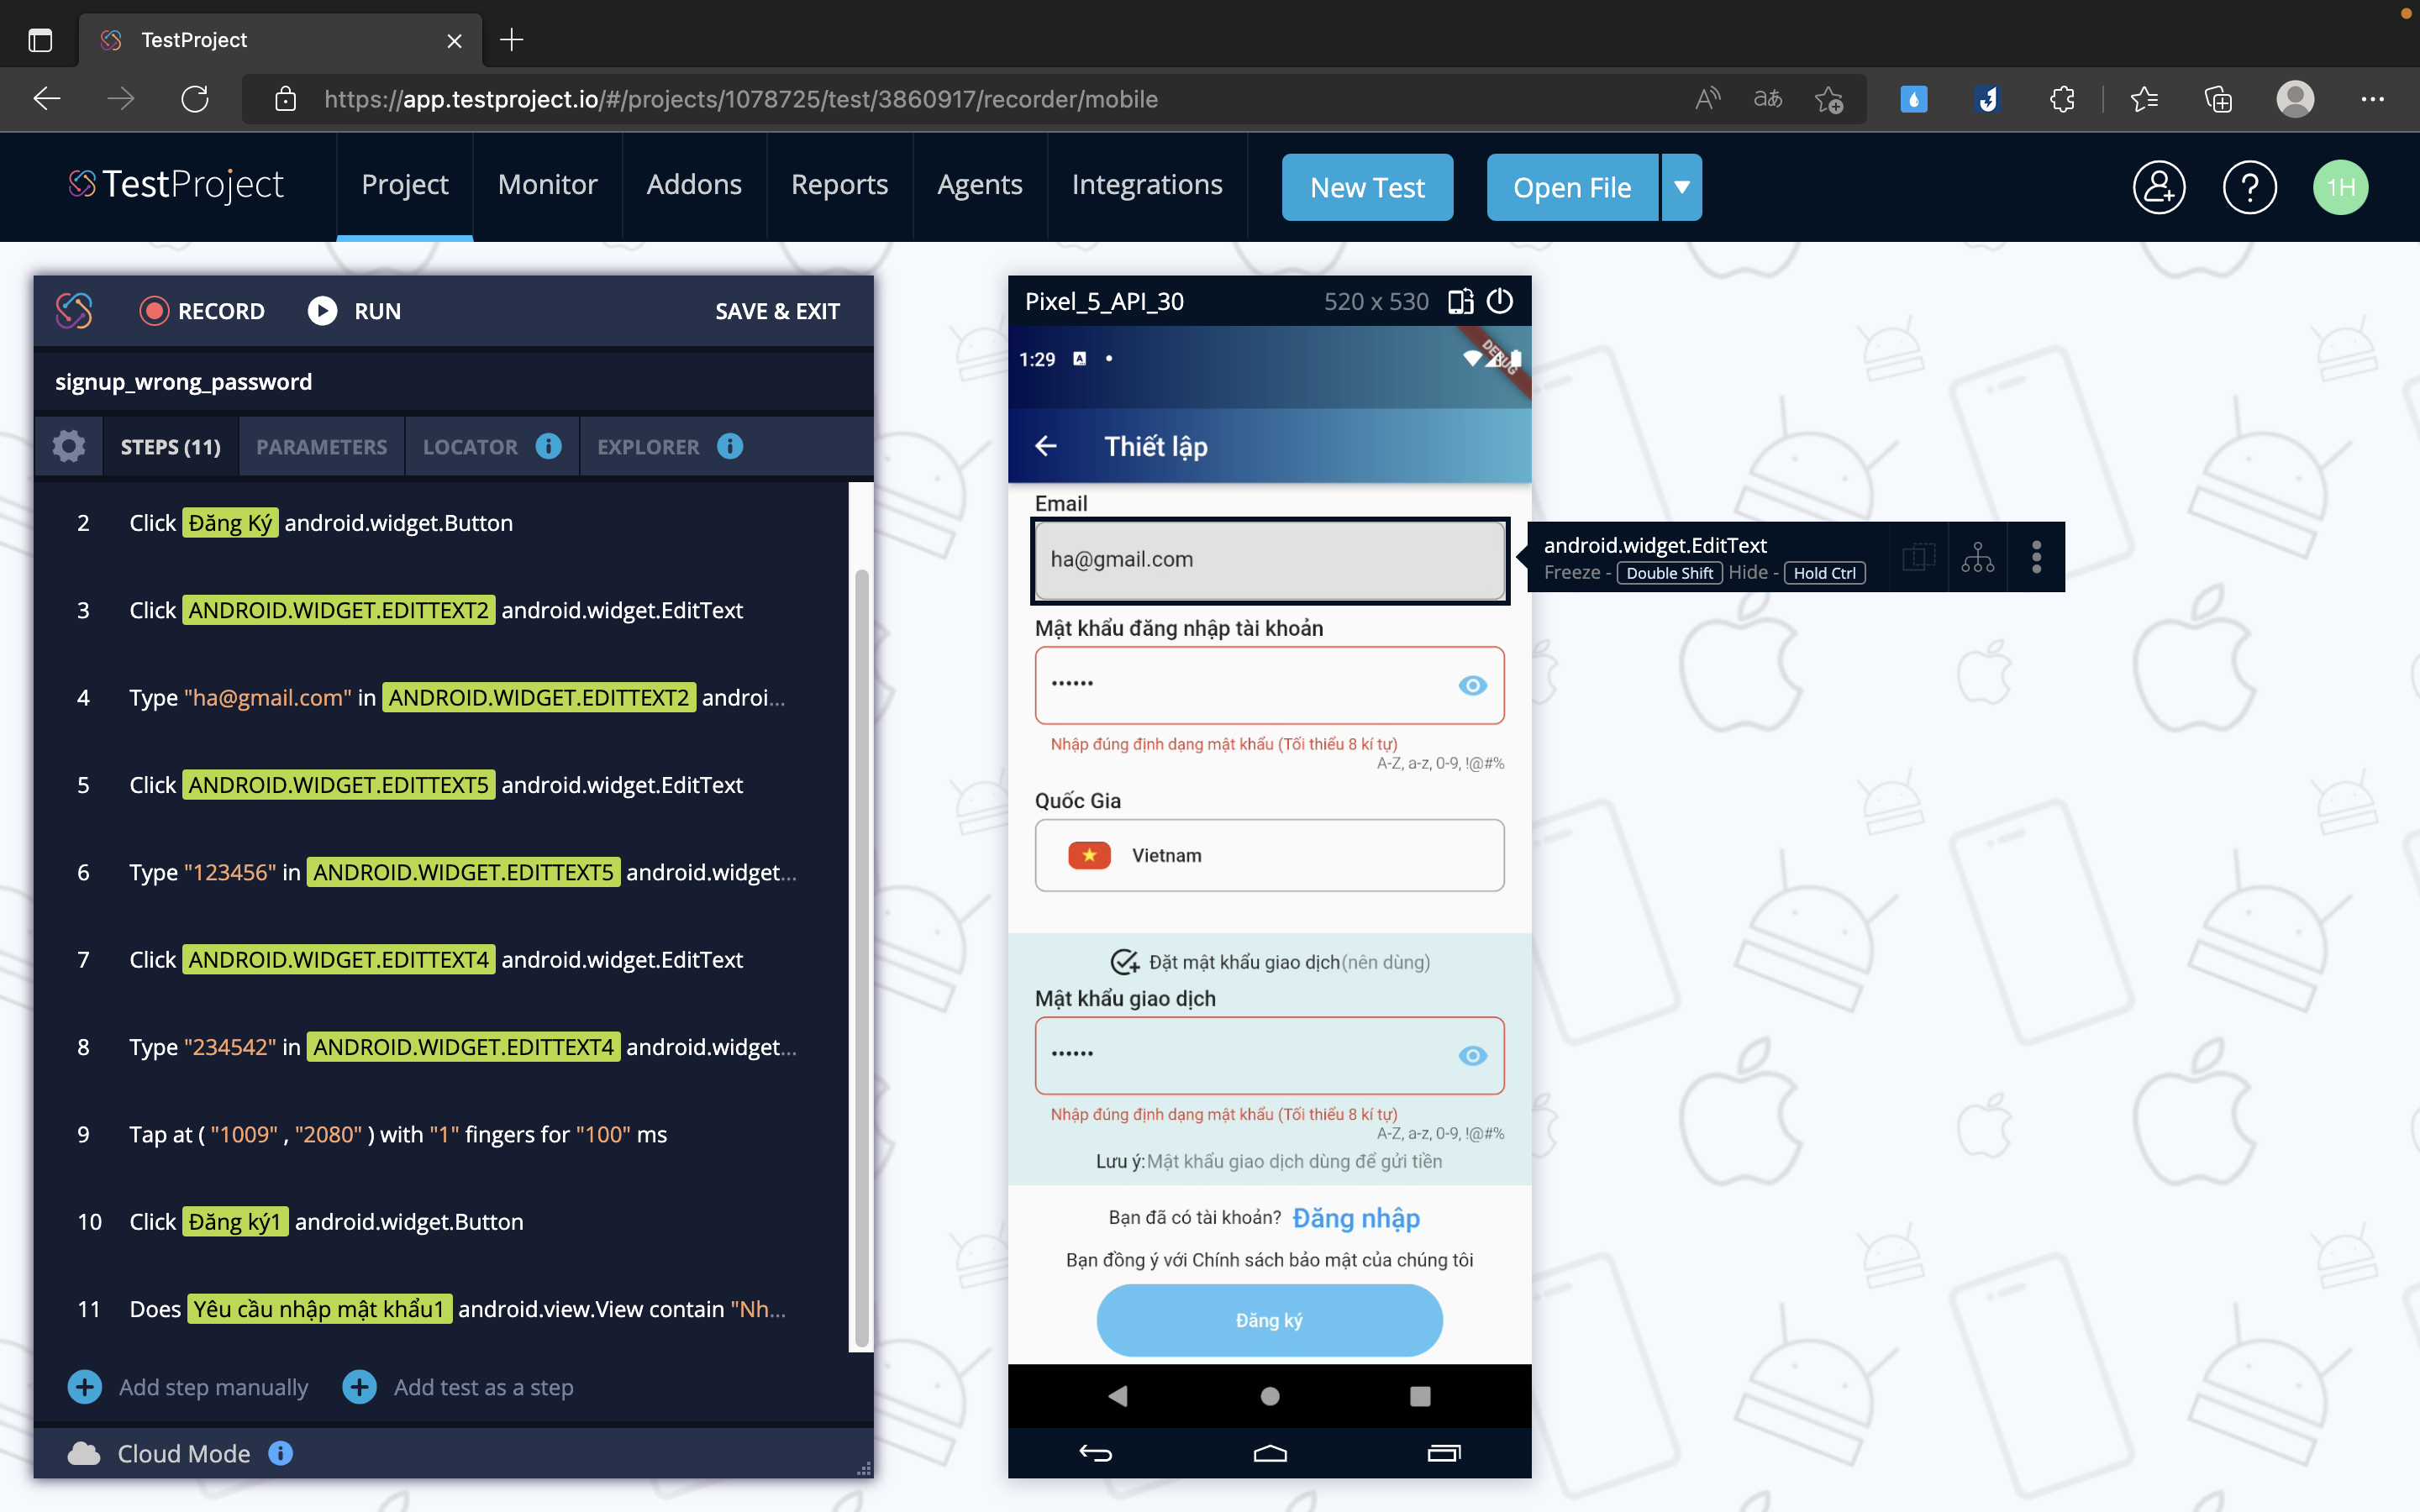 TestProject
https://app.testproject.io/#/projects/1078725/test/3860917/recorder/mobile
TestProject
Project
Monitor
Addons
Reports
Agents
Integrations
New Test
Open File
1H
RECORD
RUN
SAVE & EXIT
signup_wrong_password
STEPS (11)
PARAMETERS
LOCATOR
EXPLORER
2 Click Đăng Ký android.widget.Button
3 Click ANDROID.WIDGET.EDITTEXT2 android.widget.EditText
4 Type "ha@gmail.com" in ANDROID.WIDGET.EDITTEXT2 androi...
5 Click ANDROID.WIDGET.EDITTEXT5 android.widget.EditText
6 Type "123456" in ANDROID.WIDGET.EDITTEXT5 android.widget...
7 Click ANDROID.WIDGET.EDITTEXT4 android.widget.EditText
8 Type "234542" in ANDROID.WIDGET.EDITTEXT4 android.widget...
9 Tap at ( "1009" , "2080" ) with "1" fingers for "100" ms
10 Click Đăng ký1 android.widget.Button
11 Does Yêu cầu nhập mật khẩu1 android.view.View contain "Nh...
Add step manually
Add test as a step
Cloud Mode
Pixel_5_API_30
520 x 530
1:29
DEBUG
Thiết lập
Email
ha@gmail.com
android.widget.EditText
Freeze - Double Shift Hide - Hold Ctrl
Mật khẩu đăng nhập tài khoản
••••••
Nhập đúng định dạng mật khẩu (Tối thiểu 8 kí tự)
A-Z, a-z, 0-9, !@#%
Quốc Gia
Vietnam
Đặt mật khẩu giao dịch(nên dùng)
Mật khẩu giao dịch
••••••
Nhập đúng định dạng mật khẩu (Tối thiểu 8 kí tự)
A-Z, a-z, 0-9, !@#%
Lưu ý:Mật khẩu giao dịch dùng để gửi tiền
Bạn đã có tài khoản? Đăng nhập
Bạn đồng ý với Chính sách bảo mật của chúng tôi
Đăng ký